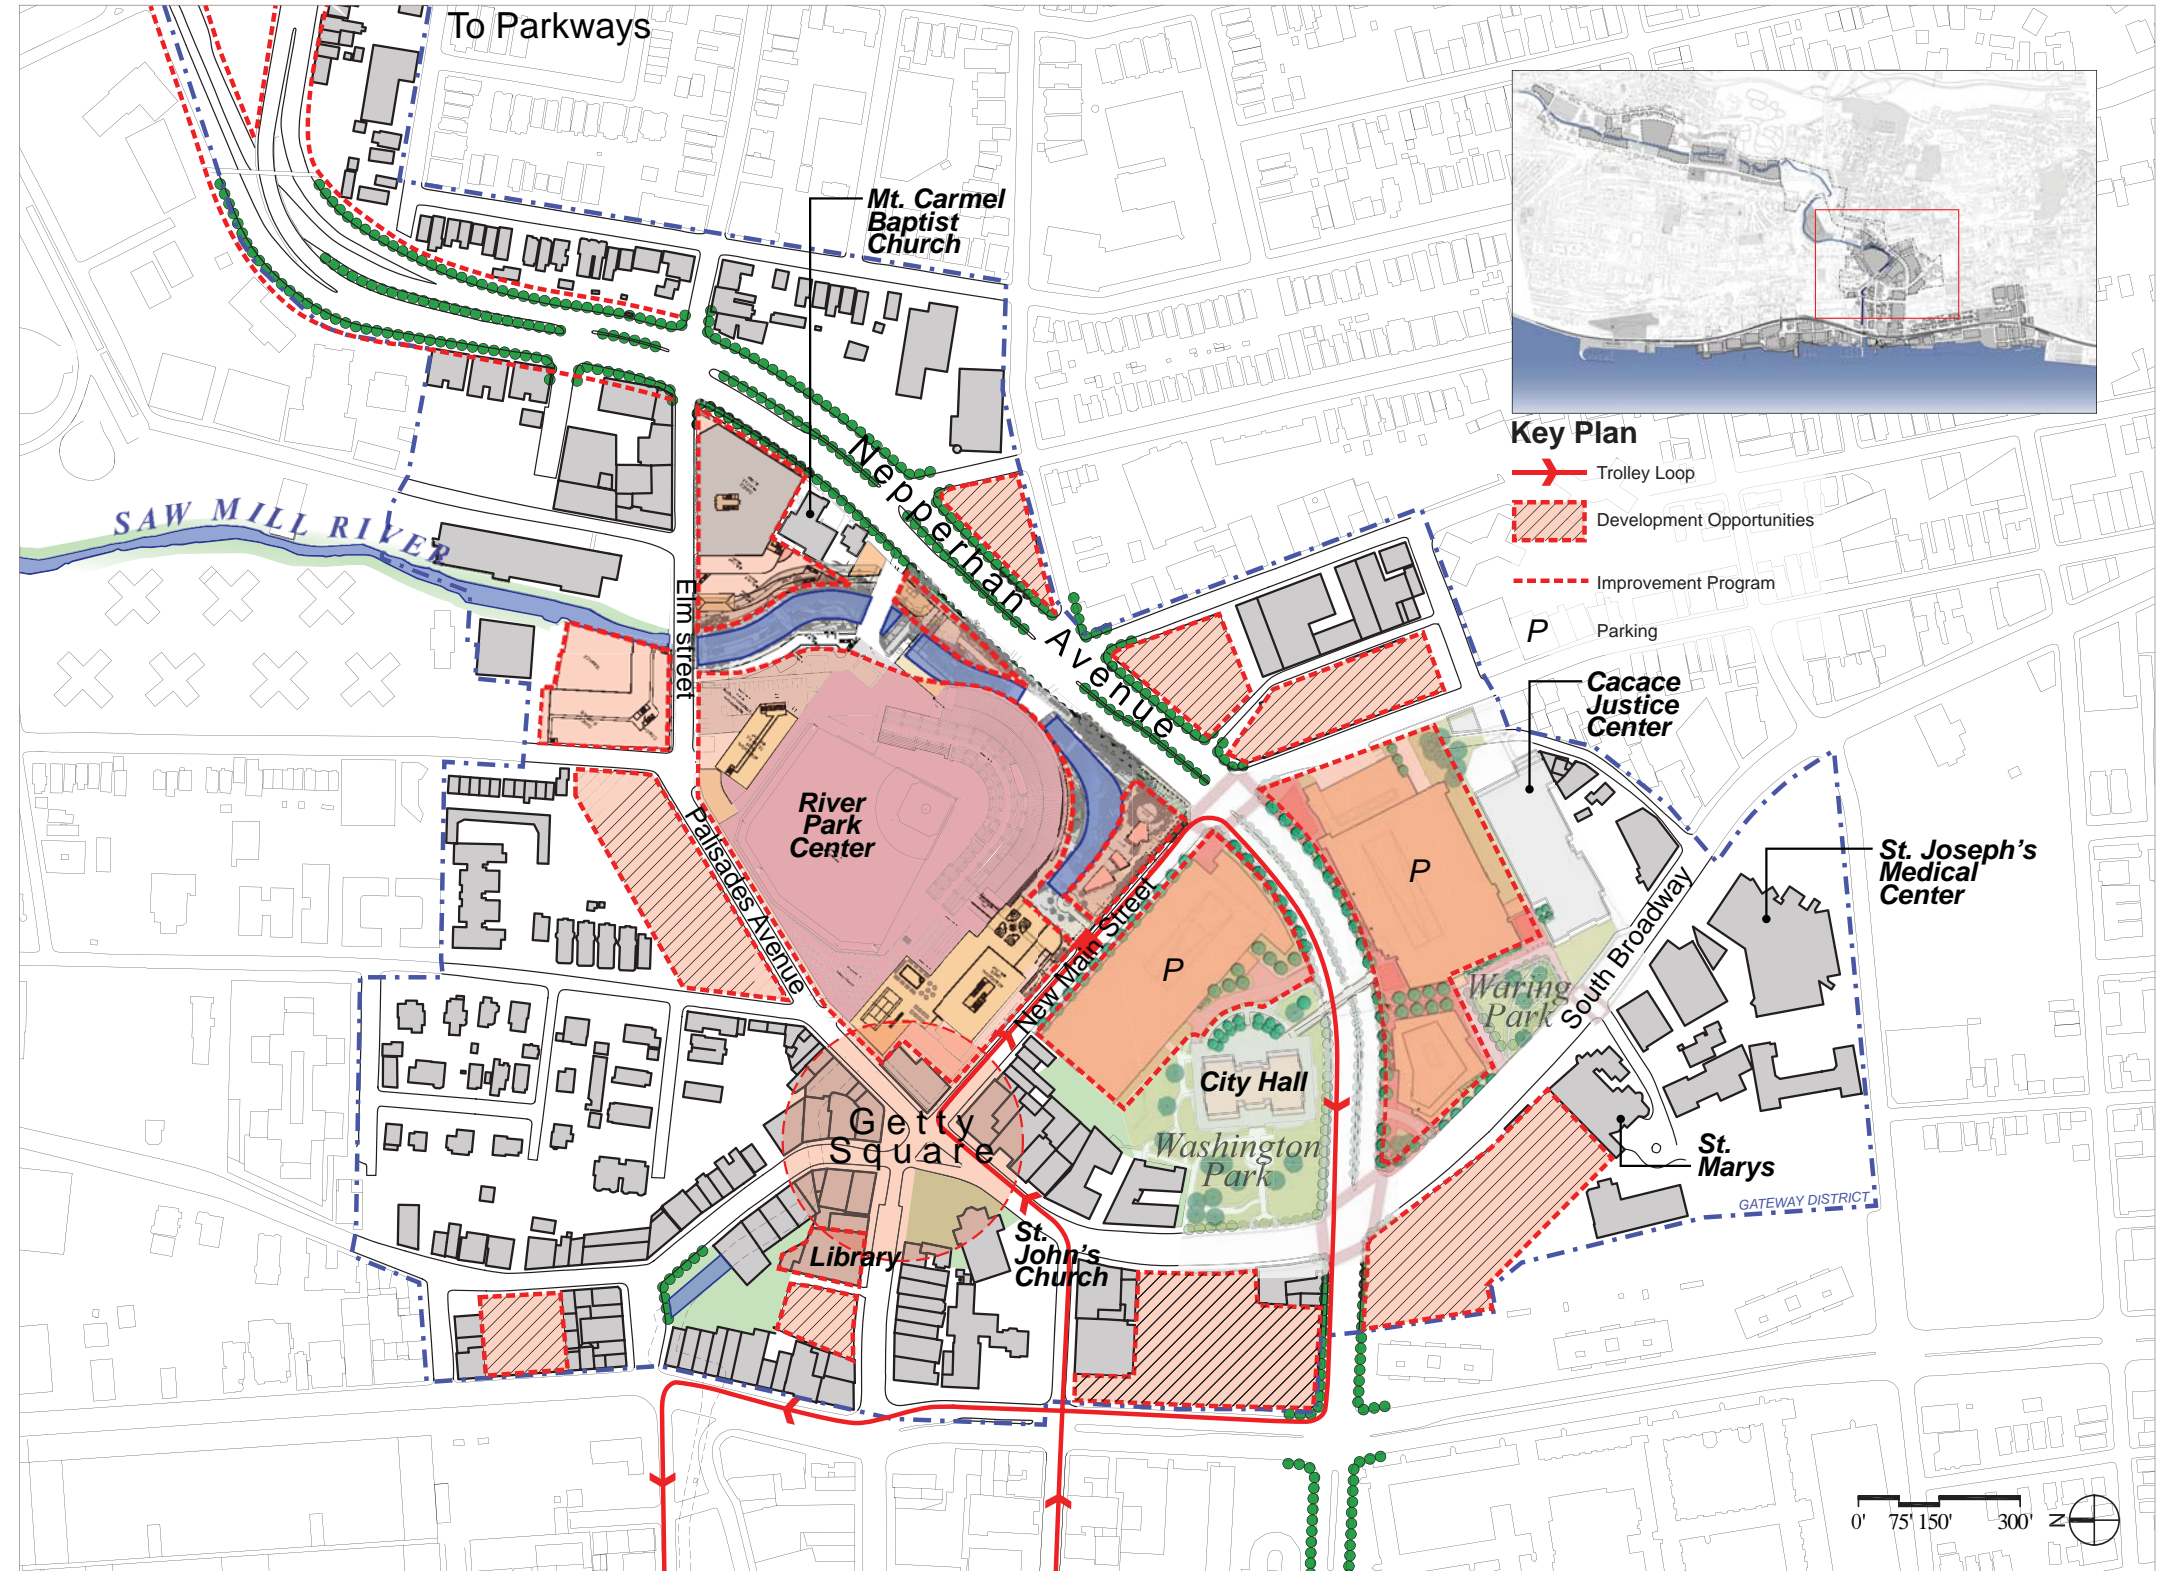 To Parkways
Mt. Carmel
Baptist
Church
Key Plan
Trolley Loop
Development Opportunities
Improvement Program
P
Parking
SAW MILL RIVER
Nepperhan
Avenue
Elm street
Cacace
Justice
Center
River
Park
Center
Palisades Avenue
P
P
New Main Street
South Broadway
St. Joseph's
Medical
Center
Waring
Park
City Hall
Getty
Square
Washington
Park
St.
Marys
GATEWAY DISTRICT
Library
St.
John's
Church
0'
75'
150'
300'
N